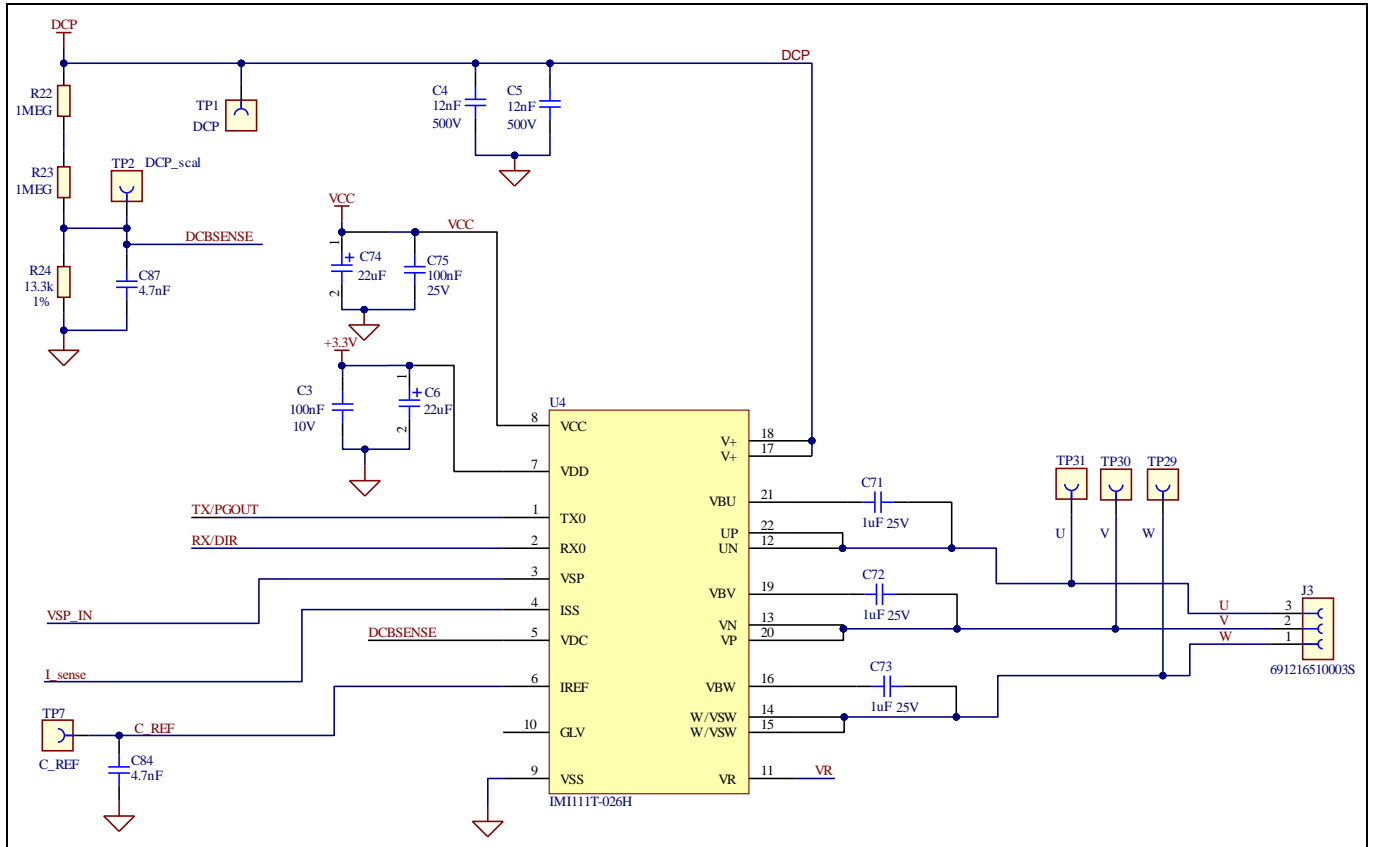 DCP
DCP
R22
1MEG
TP1
DCP
C4
12nF
500V
C5
12nF
500V
R23
1MEG
TP2
DCP_scal
DCBSENSE
R24
13.3k
1%
C87
4.7nF
VCC
VCC
1
C74
22uF
2
C75
100nF
25V
+3.3V
C3
100nF
10V
1
C6
22uF
2
U4
8 VCC
7 VDD
TX/PGOUT 1 TX0
RX/DIR 2 RX0
VSP_IN 3 VSP
4 ISS
DCBSENSE 5 VDC
I_sense 6 IREF
TP7
C_REF
C_REF
C84
4.7nF
10 GLV
9 VSS
V+ 18
V+ 17
VBU 21
C71
1uF 25V
UP 22
UN 12
VBV 19
C72
1uF 25V
VN 13
VP 20
VBW 16
C73
1uF 25V
W/VSW 14
W/VSW 15
VR 11 VR
IMI111T-026H
TP31
TP30
TP29
U
V
W
J3
U 3
V 2
W 1
691216510003S